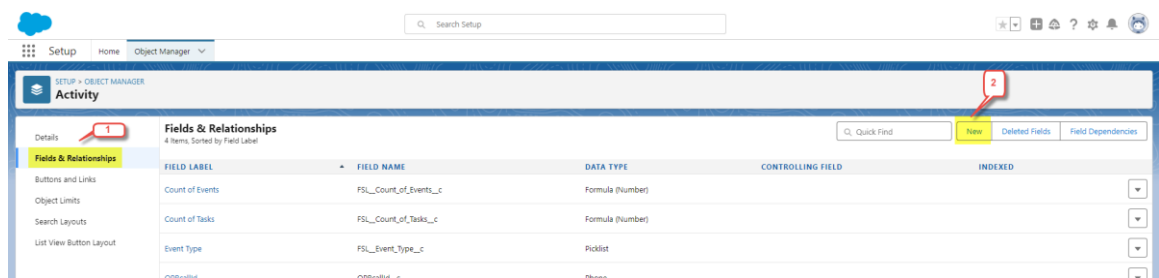 Search Setup
Setup Home Object Manager
SETUP > OBJECT MANAGER
Activity
2
1
Details
Fields & Relationships
Buttons and Links
Object Limits
Search Layouts
List View Button Layout
Fields & Relationships
4 Items, Sorted by Field Label
Quick Find
New Deleted Fields Field Dependencies
FIELD LABEL FIELD NAME DATA TYPE CONTROLLING FIELD INDEXED
Count of Events FSL__Count_of_Events__c Formula (Number)
Count of Tasks FSL__Count_of_Tasks__c Formula (Number)
Event Type FSL__Event_Type__c Picklist
Phone